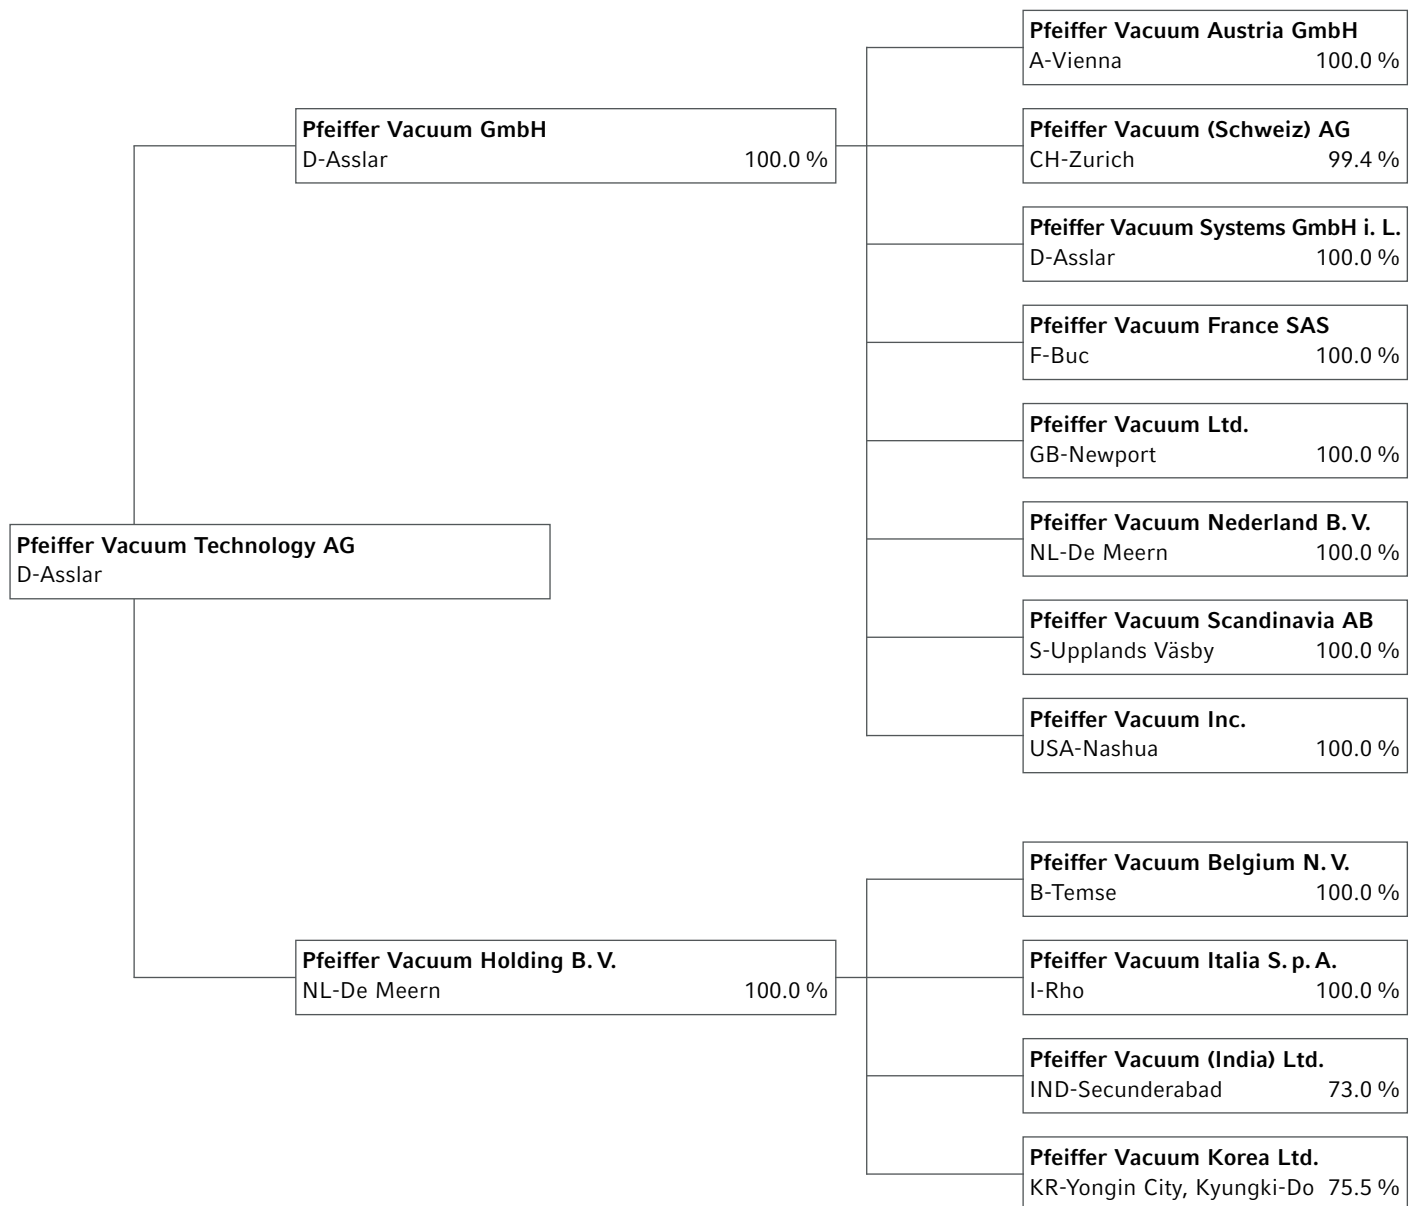 Pfeiffer Vacuum Austria GmbH
A-Vienna 100.0 %
Pfeiffer Vacuum GmbH
D-Asslar 100.0 %
Pfeiffer Vacuum (Schweiz) AG
CH-Zurich 99.4 %
Pfeiffer Vacuum Systems GmbH i. L.
D-Asslar 100.0 %
Pfeiffer Vacuum France SAS
F-Buc 100.0 %
Pfeiffer Vacuum Ltd.
GB-Newport 100.0 %
Pfeiffer Vacuum Nederland B. V.
NL-De Meern 100.0 %
Pfeiffer Vacuum Technology AG
D-Asslar
Pfeiffer Vacuum Scandinavia AB
S-Upplands Väsby 100.0 %
Pfeiffer Vacuum Inc.
USA-Nashua 100.0 %
Pfeiffer Vacuum Belgium N. V.
B-Temse 100.0 %
Pfeiffer Vacuum Holding B. V.
NL-De Meern 100.0 %
Pfeiffer Vacuum Italia S. p. A.
I-Rho 100.0 %
Pfeiffer Vacuum (India) Ltd.
IND-Secunderabad 73.0 %
Pfeiffer Vacuum Korea Ltd.
KR-Yongin City, Kyungki-Do 75.5 %